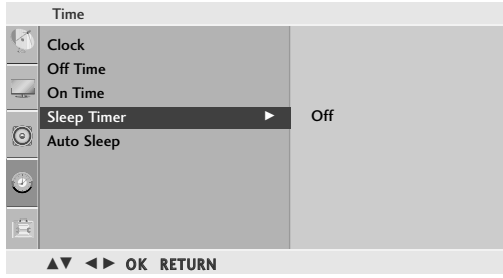 Time
Clock
Off Time
On Time
Sleep Timer ► Off
Auto Sleep
▲▼ ◄► OK RETURN